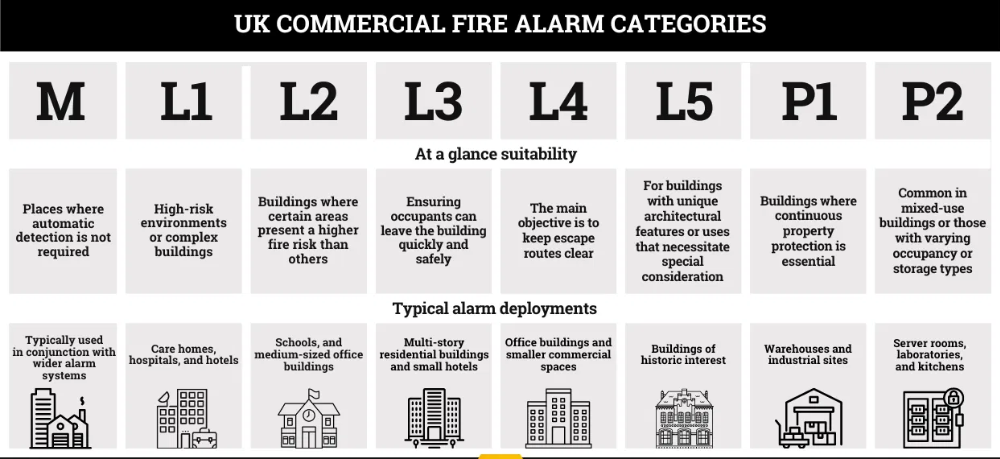 UK COMMERCIAL FIRE ALARM CATEGORIES
M
L1
L2
L3
L4
L5
P1
P2
At a glance suitability
Places where
automatic
detection is not
required
High-risk
environments
or complex
buildings
Buildings where
certain areas
present a higher
fire risk than
others
Ensuring
occupants can
leave the building
quickly and
safely
The main
objective is to
keep escape
routes clear
For buildings
with unique
architectural
features or uses
that necessitate
special
consideration
Buildings where
continuous
property
protection is
essential
Common in
mixed-use
buildings or those
with varying
occupancy or
storage types
Typical alarm deployments
Typically used
in conjunction with
wider alarm
systems
Care homes,
hospitals, and hotels
Schools, and
medium-sized office
buildings
Multi-story
residential buildings
and small hotels
Office buildings and
smaller commercial
spaces
Buildings of
historic interest
Warehouses and
industrial sites
Server rooms,
laboratories,
and kitchens